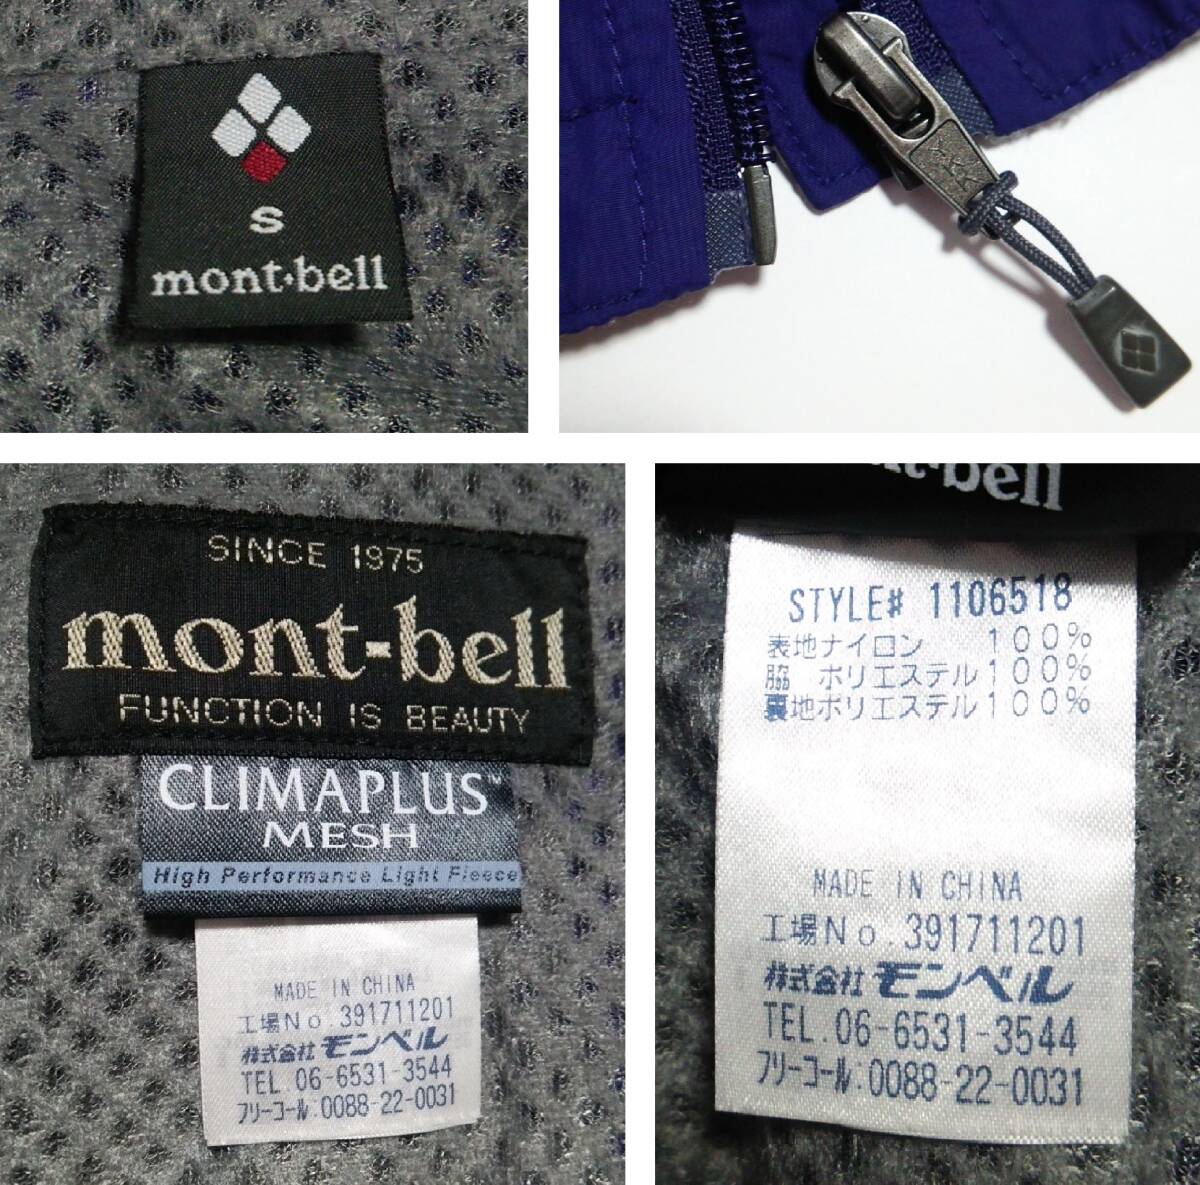 S
mont·bell
YKK
SINCE 1975
mont-bell
FUNCTION IS BEAUTY
CLIMAPLUS™
MESH
High Performance Light Fleece
MADE IN CHINA
工場No.391711201
株式会社モンベル
TEL.06-6531-3544
フリーコール:0088-22-0031
nt·bell
STYLE# 1106518
表地ナイロン 100%
脇 ポリエステル100%
裏地ポリエステル100%
MADE IN CHINA
工場No.391711201
株式会社モンベル
TEL.06-6531-3544
フリーコール:0088-22-0031